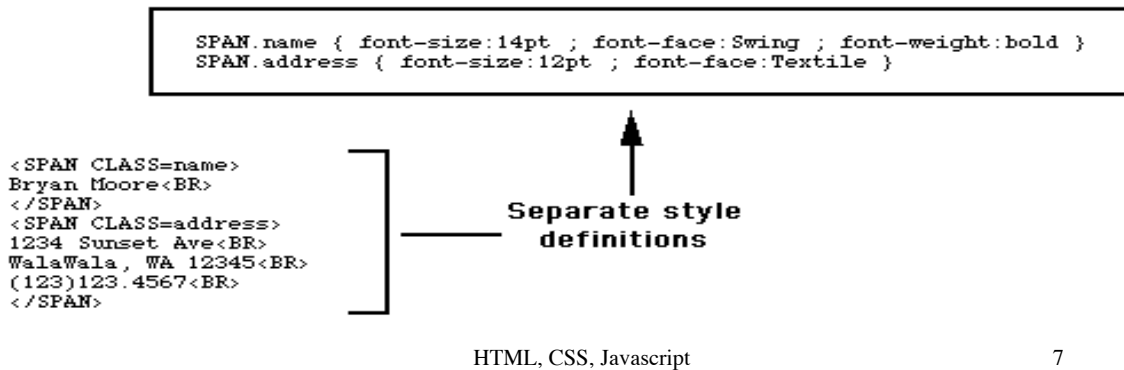 SPAN.name { font-size:14pt ; font-face:Swing ; font-weight:bold }
SPAN.address { font-size:12pt ; font-face:Textile }
<SPAN CLASS=name>
Bryan Moore<BR>
</SPAN>
<SPAN CLASS=address>
1234 Sunset Ave<BR>
WalaWala, WA 12345<BR>
(123)123.4567<BR>
</SPAN>
Separate style
definitions
HTML, CSS, Javascript
7